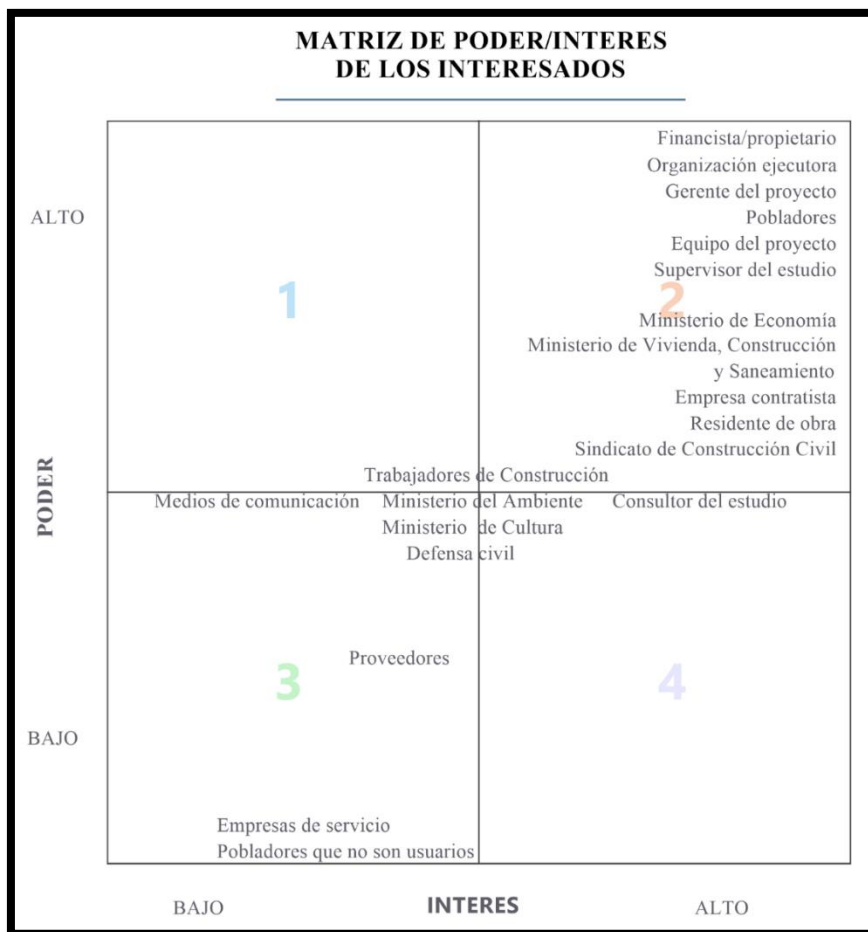 MATRIZ DE PODER/INTERES
DE LOS INTERESADOS
Financista/propietario
Organización ejecutora
Gerente del proyecto
ALTO
Pobladores
Equipo del proyecto
Supervisor del estudio
1
2
Ministerio de Economía
Ministerio de Vivienda, Construcción
y Saneamiento
Empresa contratista
Residente de obra
Sindicato de Construcción Civil
Trabajadores de Construcción
PODER
Medios de comunicación Ministerio del Ambiente Consultor del estudio
Ministerio de Cultura
Defensa civil
Proveedores
3
4
BAJO
Empresas de servicio
Pobladores que no son usuarios
BAJO INTERES ALTO